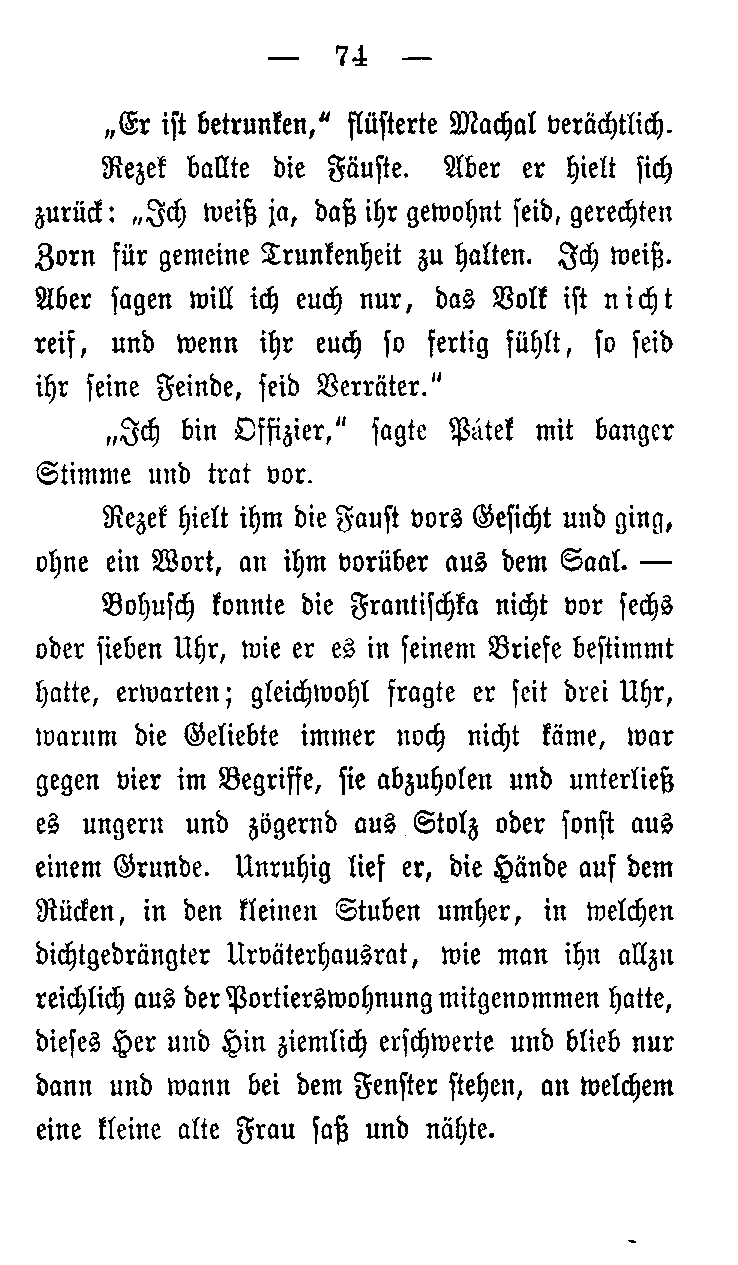 — 74 —
„Er ist betrunken,“ flüsterte Machal verächtlich.
Rezek ballte die Fäuste. Aber er hielt sich
zurück: „Ich weiß ja, daß ihr gewohnt seid, gerechten
Zorn für gemeine Trunkenheit zu halten. Ich weiß.
Aber sagen will ich euch nur, das Volk ist nicht
reif, und wenn ihr euch so fertig fühlt, so seid
ihr seine Feinde, seid Verräter.“
„Ich bin Offizier,“ sagte Pátek mit banger
Stimme und trat vor.
Rezek hielt ihm die Faust vors Gesicht und ging,
ohne ein Wort, an ihm vorüber aus dem Saal. —
Bohusch konnte die Frantischka nicht vor sechs
oder sieben Uhr, wie er es in seinem Briefe bestimmt
hatte, erwarten; gleichwohl fragte er seit drei Uhr,
warum die Geliebte immer noch nicht käme, war
gegen vier im Begriffe, sie abzuholen und unterließ
es ungern und zögernd aus Stolz oder sonst aus
einem Grunde. Unruhig lief er, die Hände auf dem
Rücken, in den kleinen Stuben umher, in welchen
dichtgedrängter Urväterhausrat, wie man ihn allzu
reichlich aus der Portierswohnung mitgenommen hatte,
dieses Her und Hin ziemlich erschwerte und blieb nur
dann und wann bei dem Fenster stehen, an welchem
eine kleine alte Frau saß und nähte.